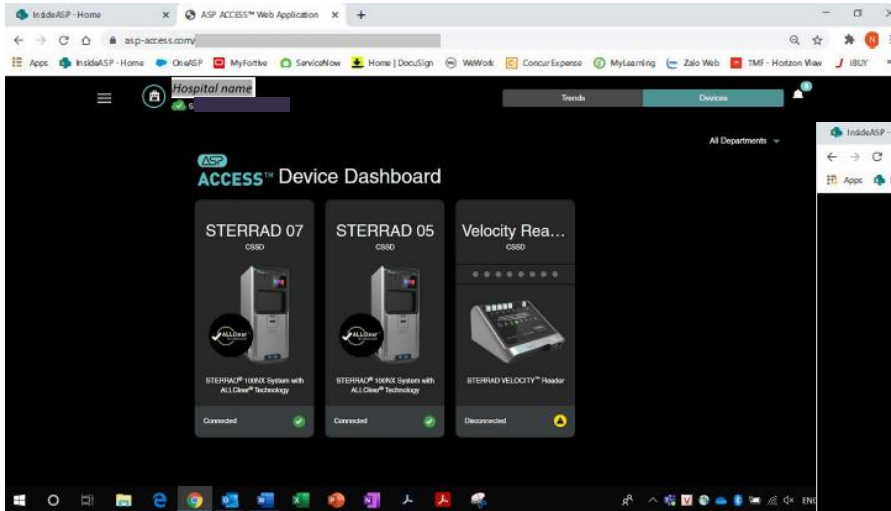 InsideASP - Home
ASP ACCESS™ Web Application
asp-access.com/
Apps InsideASP - Home OneASP MyFortive ServiceNow Home | DocuSign WeWork Concur Expense MyLearning Zalo Web TMF - Horizon View iBUY
Hospital name
Trends Devices
8
All Departments
ASP
ACCESS™ Device Dashboard
STERRAD 07
CSSD
ALLClear
STERRAD® 100NX System with
ALLClear® Technology
Connected
STERRAD 05
CSSD
ALLClear
STERRAD® 100NX System with
ALLClear® Technology
Connected
Velocity Rea...
CSSD
STERRAD VELOCITY™ Reader
Disconnected
InsideASP -
Apps
ENG